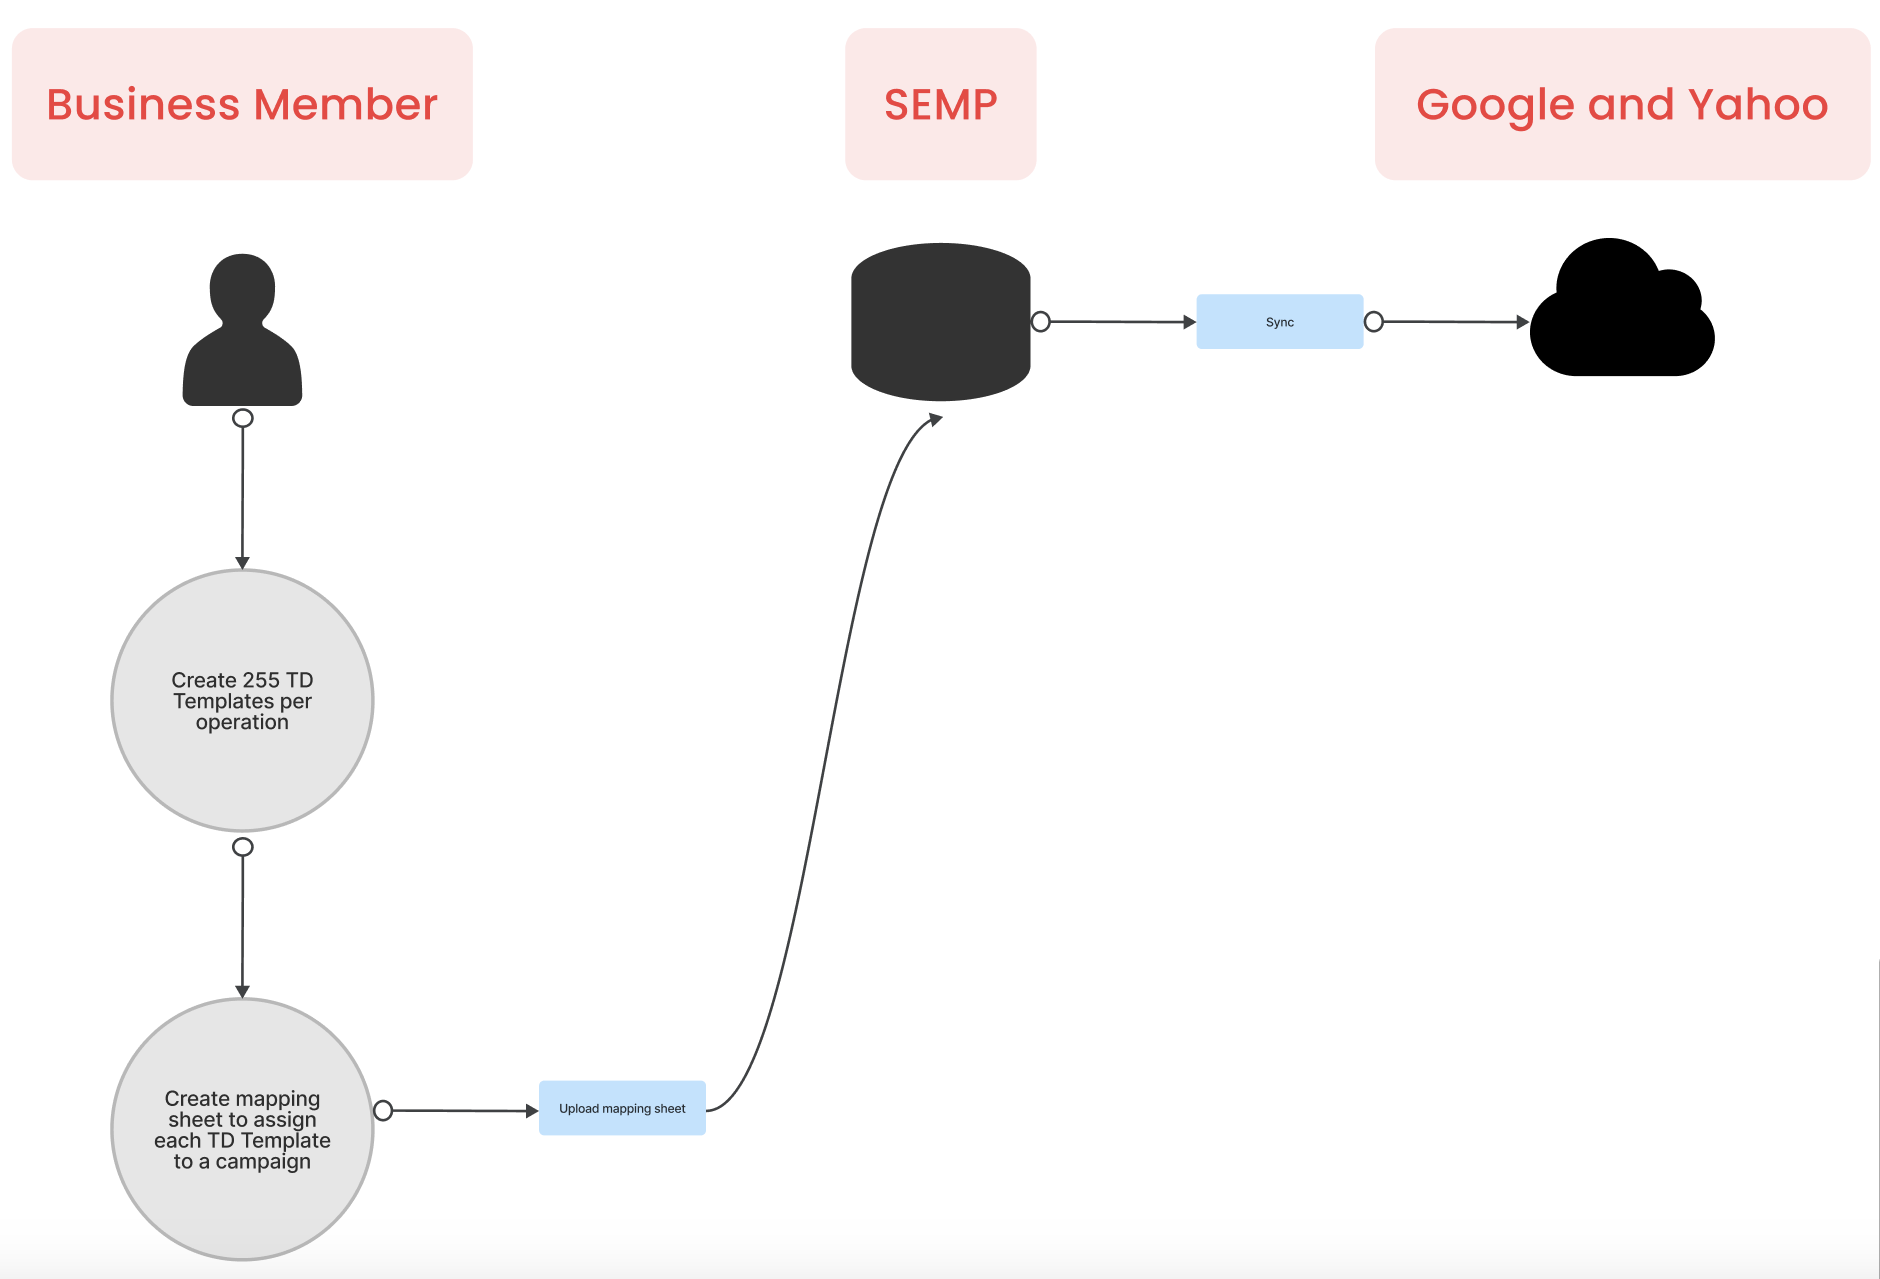 Business Member
SEMP
Google and Yahoo
Sync
Create 255 TD
Templates per
operation
Create mapping
sheet to assign
each TD Template
to a campaign
Upload mapping sheet